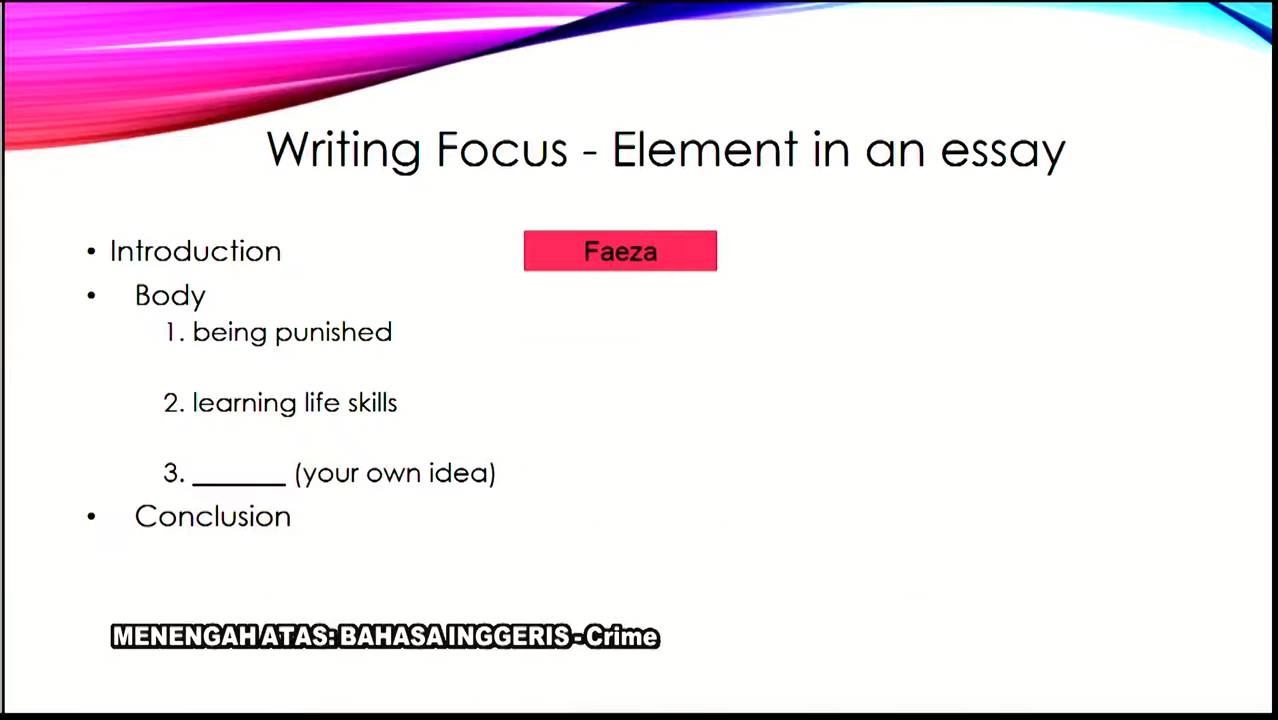 Writing Focus - Element in an essay
• Introduction
Faeza
• Body
1. being punished
2. learning life skills
3. _______ (your own idea)
• Conclusion
MENENGAH ATAS: BAHASA INGGERIS - Crime